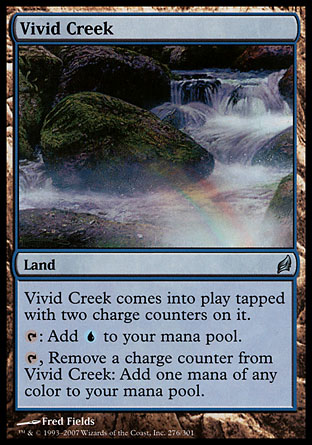 Vivid Creek
Land
Vivid Creek comes into play tapped
with two charge counters on it.
: Add to your mana pool.
, Remove a charge counter from
Vivid Creek: Add one mana of any
color to your mana pool.
Fred Fields
™ & © 1993–2007 Wizards of the Coast, Inc. 276/301